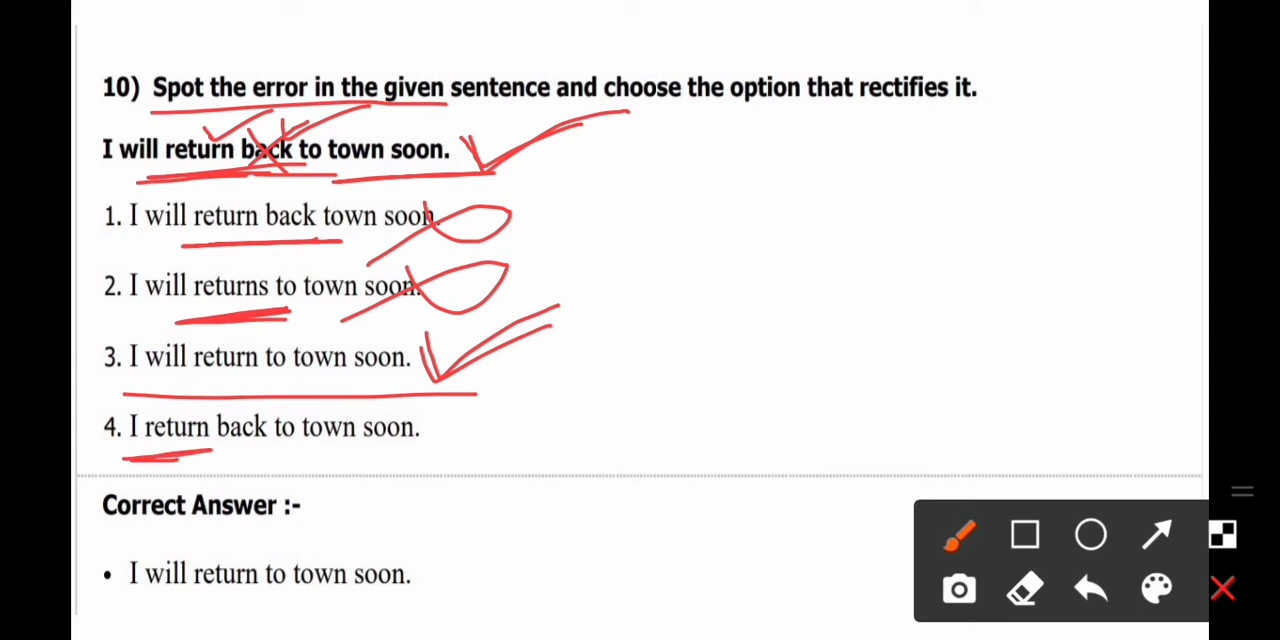 10) Spot the error in the given sentence and choose the option that rectifies it.
I will return back to town soon.
1. I will return back town soon.
2. I will returns to town soon.
3. I will return to town soon.
4. I return back to town soon.
Correct Answer :-
• I will return to town soon.